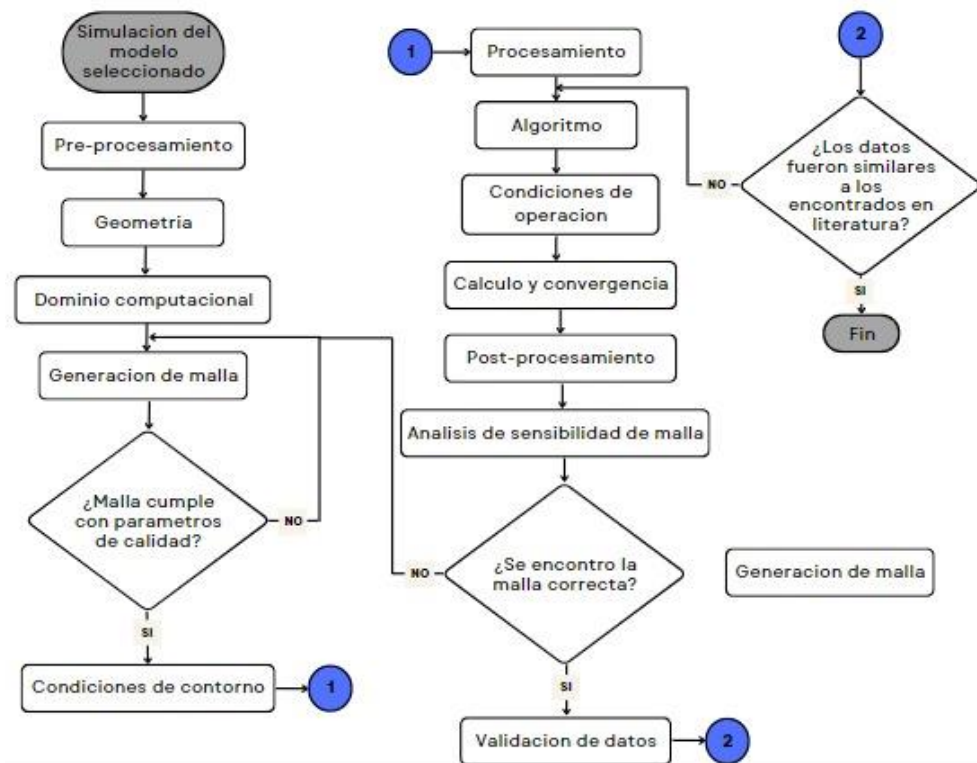 Simulacion del
modelo
seleccionado
Pre-procesamiento
Geometria
Dominio computacional
Generacion de malla
¿Malla cumple
con parametros
de calidad?
NO
SI
Condiciones de contorno
1
1
Procesamiento
Algoritmo
Condiciones de
operacion
Calculo y convergencia
Post-procesamiento
Analisis de sensibilidad de malla
¿Se encontro la
malla correcta?
NO
SI
Validacion de datos
2
2
¿Los datos
fueron similares
a los
encontrados en
literatura?
NO
SI
Fin
Generacion de malla